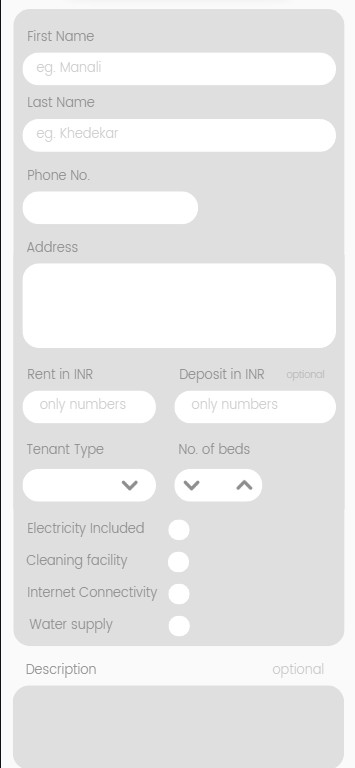 First Name
eg. Manali
Last Name
eg. Khedekar
Phone No.
Address
Rent in INR Deposit in INR optional
only numbers only numbers
Tenant Type No. of beds
Electricity Included
Cleaning facility
Internet Connectivity
Water supply
Description optional